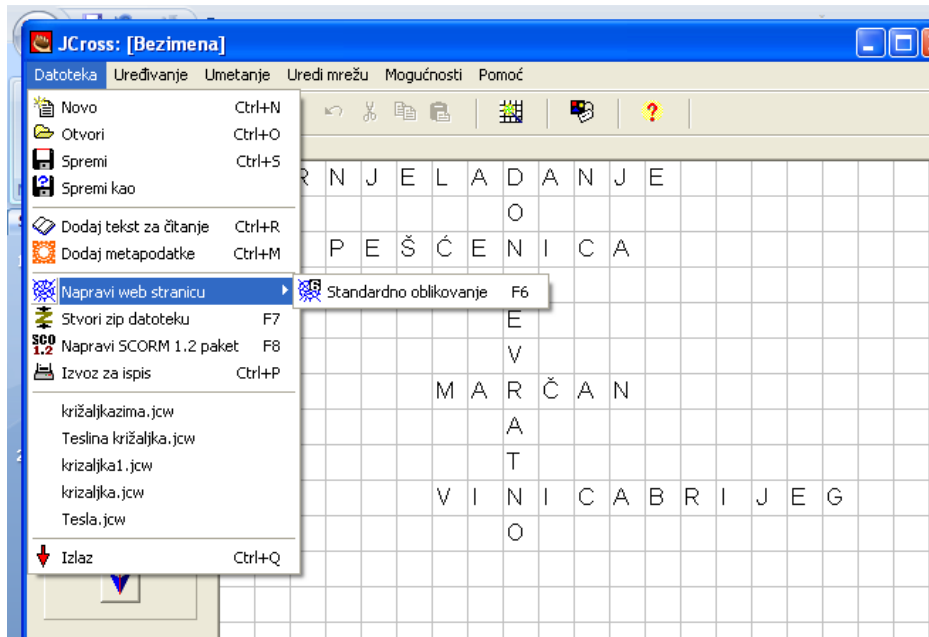 JCross: [Bezimena]
Datoteka Uređivanje Umetanje Uredi mrežu Mogućnosti Pomoć
Novo Ctrl+N
Otvori Ctrl+O
Spremi Ctrl+S
Spremi kao
Dodaj tekst za čitanje Ctrl+R
Dodaj metapodatke Ctrl+M
Napravi web stranicu
Standardno oblikovanje F6
Stvori zip datoteku F7
SCO
1.2
Napravi SCORM 1.2 paket F8
Izvoz za ispis Ctrl+P
križaljkazima.jcw
Teslina križaljka.jcw
krizaljka1.jcw
krizaljka.jcw
Tesla.jcw
Izlaz Ctrl+Q
R N J E L A D A N J E
O
P E Š Ć E N I C A
E
V
M A R Č A N
A
T
V I N I C A B R I J E G
O